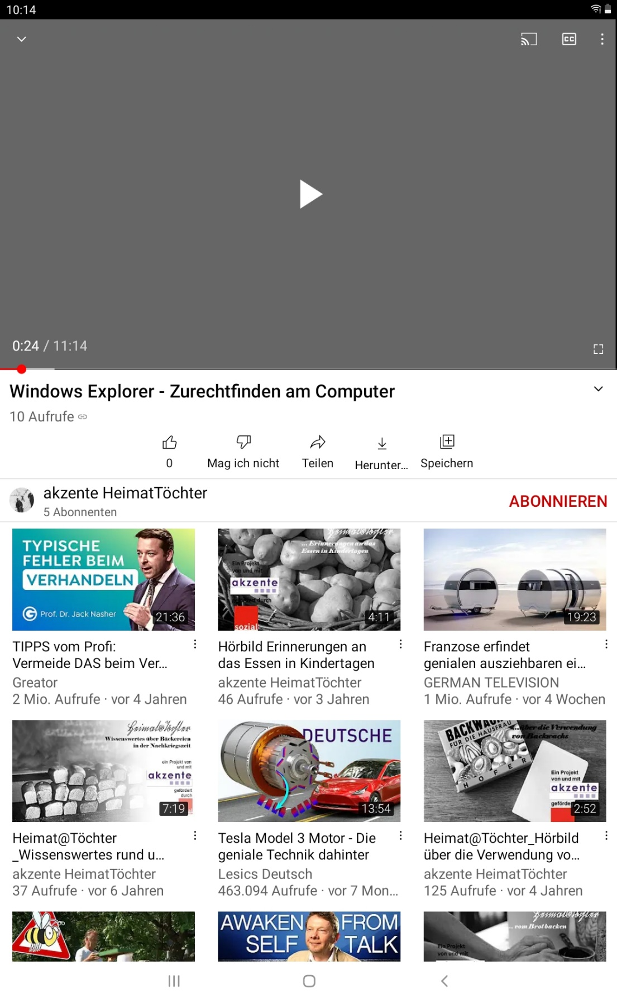 10:14
CC
0:24 / 11:14
Windows Explorer - Zurechtfinden am Computer
10 Aufrufe
0
Mag ich nicht
Teilen
Herunter...
Speichern
akzente HeimatTöchter
5 Abonnenten
ABONNIEREN
TYPISCHE
FEHLER BEIM
VERHANDELN
G Prof. Dr. Jack Nasher
21:36
TIPPS vom Profi:
Vermeide DAS beim Ver...
Greator
2 Mio. Aufrufe · vor 4 Jahren
Heimat@Töchter
... Erinnerungen an das
Essen in Kindertagen
Ein Projekt
von und mit
akzente
durch
sozial
4:11
Hörbild Erinnerungen an
das Essen in Kindertagen
akzente HeimatTöchter
46 Aufrufe · vor 3 Jahren
19:23
Franzose erfindet
genialen ausziehbaren ei...
GERMAN TELEVISION
1 Mio. Aufrufe · vor 4 Wochen
Heimat@Töchter
Wissenswertes über Bäckereien
in der Nachkriegszeit
ein Projekt von
und mit
akzente
gefördert
durch
7:19
Heimat@Töchter
_Wissenswertes rund u...
akzente HeimatTöchter
37 Aufrufe · vor 6 Jahren
DEUTSCHE
13:54
Tesla Model 3 Motor - Die
geniale Technik dahinter
Lesics Deutsch
463.094 Aufrufe · vor 7 Mon...
BACKWACHS
FÜR DIE HAUSFRAU
HOFER
...über die Verwendung
von Backwachs
Ein Projekt
von und mit
akzente
geförde
2:52
Heimat@Töchter_Hörbild
über die Verwendung vo...
akzente HeimatTöchter
125 Aufrufe · vor 4 Jahren
AWAKEN FROM
SELF TALK
Heimat@Töchter
... vom Brotbacken
Ein Projekt
von und mit